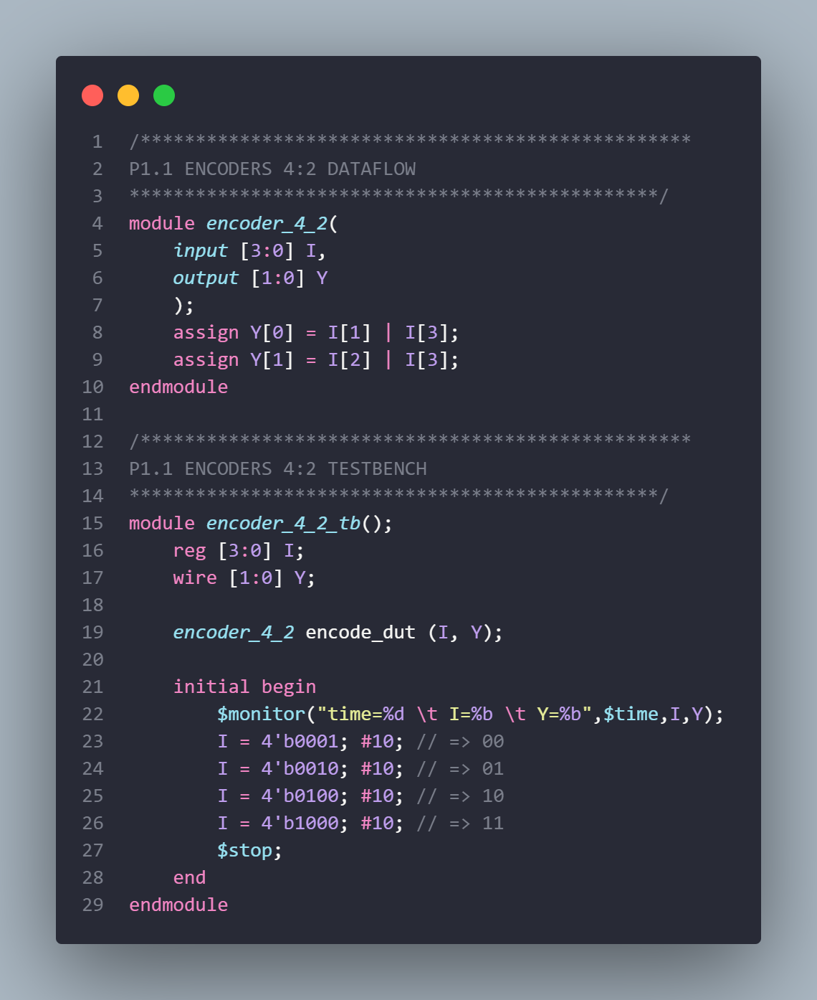 1 /**************************************************
2 P1.1 ENCODERS 4:2 DATAFLOW
3 ************************************************/
4 module encoder_4_2(
5     input [3:0] I,
6     output [1:0] Y
7     );
8     assign Y[0] = I[1] | I[3];
9     assign Y[1] = I[2] | I[3];
10 endmodule
11
12 /**************************************************
13 P1.1 ENCODERS 4:2 TESTBENCH
14 ************************************************/
15 module encoder_4_2_tb();
16     reg [3:0] I;
17     wire [1:0] Y;
18
19     encoder_4_2 encode_dut (I, Y);
20
21     initial begin
22         $monitor("time=%d \t I=%b \t Y=%b",$time,I,Y);
23         I = 4'b0001; #10; // => 00
24         I = 4'b0010; #10; // => 01
25         I = 4'b0100; #10; // => 10
26         I = 4'b1000; #10; // => 11
27         $stop;
28     end
29 endmodule